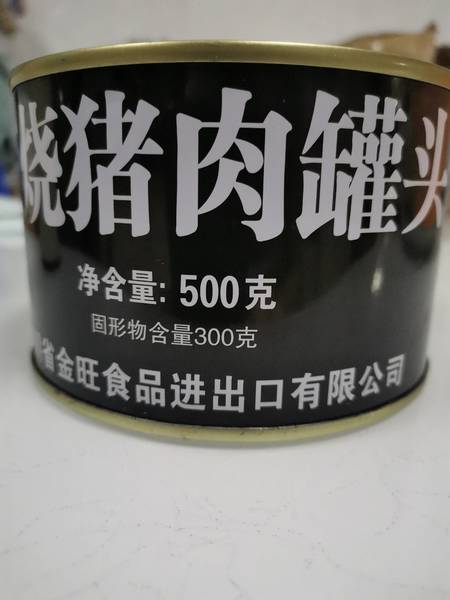 烧猪肉罐头
净含量: 500克
固形物含量300克
省金旺食品进出口有限公司